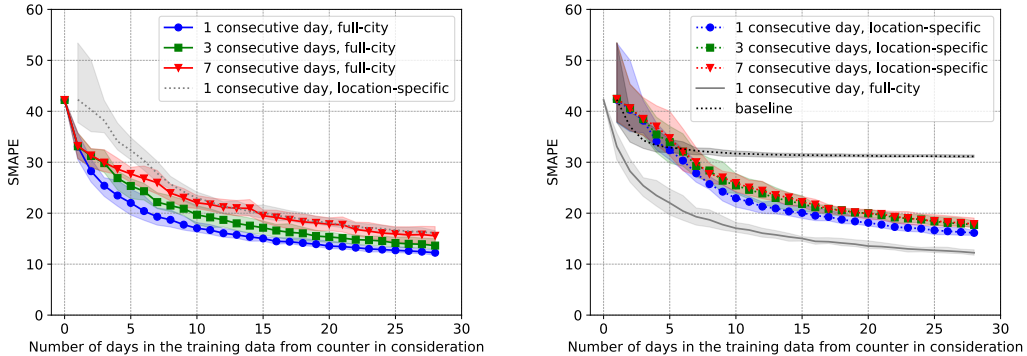 60
50
40
30
20
10
0
SMAPE
1 consecutive day, full-city
3 consecutive day, full-city
7 consecutive days, full-city
1 consecutive day, location-specific
0 5 10 15 20 25 30
Number of days in the training data from counter in consideration
60
50
40
30
20
10
0
SMAPE
1 consecutive day, location-specific
3 consecutive days, location-specific
7 consecutive days, location-specific
1 consecutive day, full-city
baseline
0 5 10 15 20 25 30
Number of days in the training data from counter in consideration